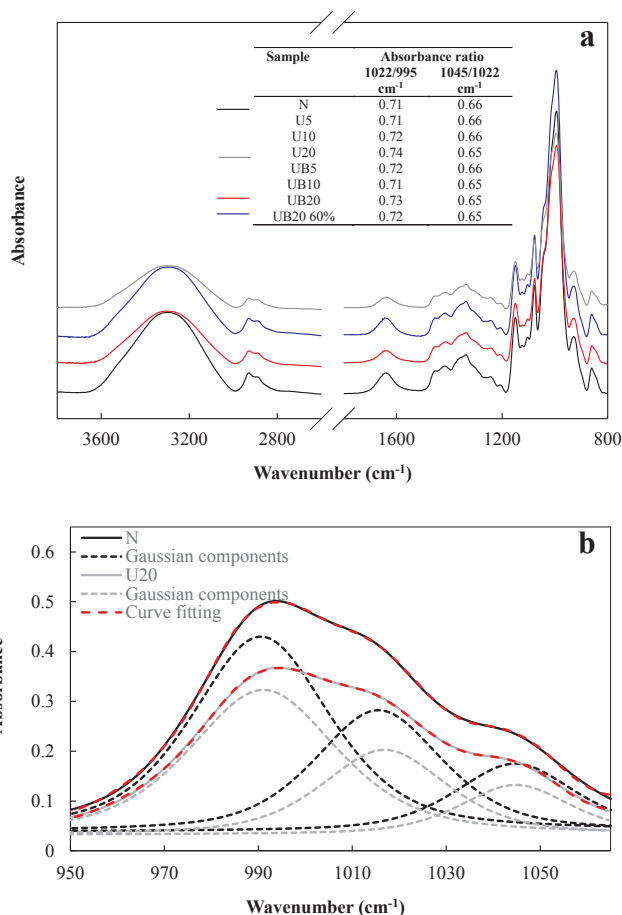 a
Sample Absorbance ratio
1022/995 1045/1022
cm-1 cm-1
N 0.71 0.66
U5 0.71 0.66
U10 0.72 0.66
U20 0.74 0.65
UB5 0.72 0.66
UB10 0.71 0.65
UB20 0.73 0.65
UB20 60% 0.72 0.65
Absorbance
3600 3200 2800 1600 1200 800
Wavenumber (cm-1)
b
N
Gaussian components
U20
Gaussian components
Curve fitting
0.6
0.5
0.4
0.3
0.2
0.1
0
Absorbance
950 970 990 1010 1030 1050
Wavenumber (cm-1)